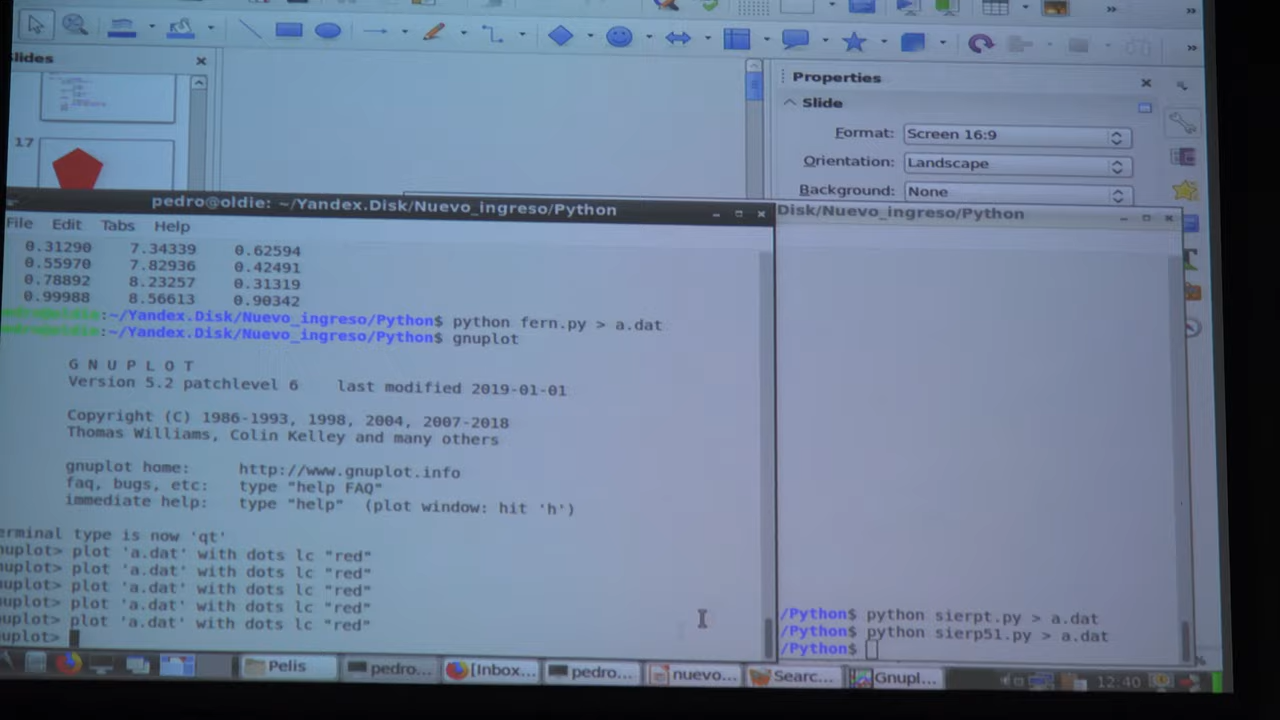 lides
17
Properties
Slide
Format: Screen 16:9
Orientation: Landscape
Background: None
pedro@oldie: ~/Yandex.Disk/Nuevo_ingreso/Python
Disk/Nuevo_ingreso/Python
File Edit Tabs Help
0.31290 7.34339 0.62594
0.55970 7.82936 0.42491
0.78892 8.23257 0.31319
0.99988 8.56613 0.90342
edro@oldie:~/Yandex.Disk/Nuevo_ingreso/Python$ python fern.py > a.dat
edro@oldie:~/Yandex.Disk/Nuevo_ingreso/Python$ gnuplot
G N U P L O T
Version 5.2 patchlevel 6 last modified 2019-01-01
Copyright (C) 1986-1993, 1998, 2004, 2007-2018
Thomas Williams, Colin Kelley and many others
gnuplot home: http://www.gnuplot.info
faq, bugs, etc: type "help FAQ"
immediate help: type "help" (plot window: hit 'h')
erminal type is now 'qt'
nuplot> plot 'a.dat' with dots lc "red"
nuplot> plot 'a.dat' with dots lc "red"
nuplot> plot 'a.dat' with dots lc "red"
nuplot> plot 'a.dat' with dots lc "red"
nuplot> plot 'a.dat' with dots lc "red"
nuplot>
/Python$ python sierpt.py > a.dat
/Python$ python sierp51.py > a.dat
/Python$
Pelis pedro... [Inbox... pedro... nuevo... Searc... Gnupl... 12:40